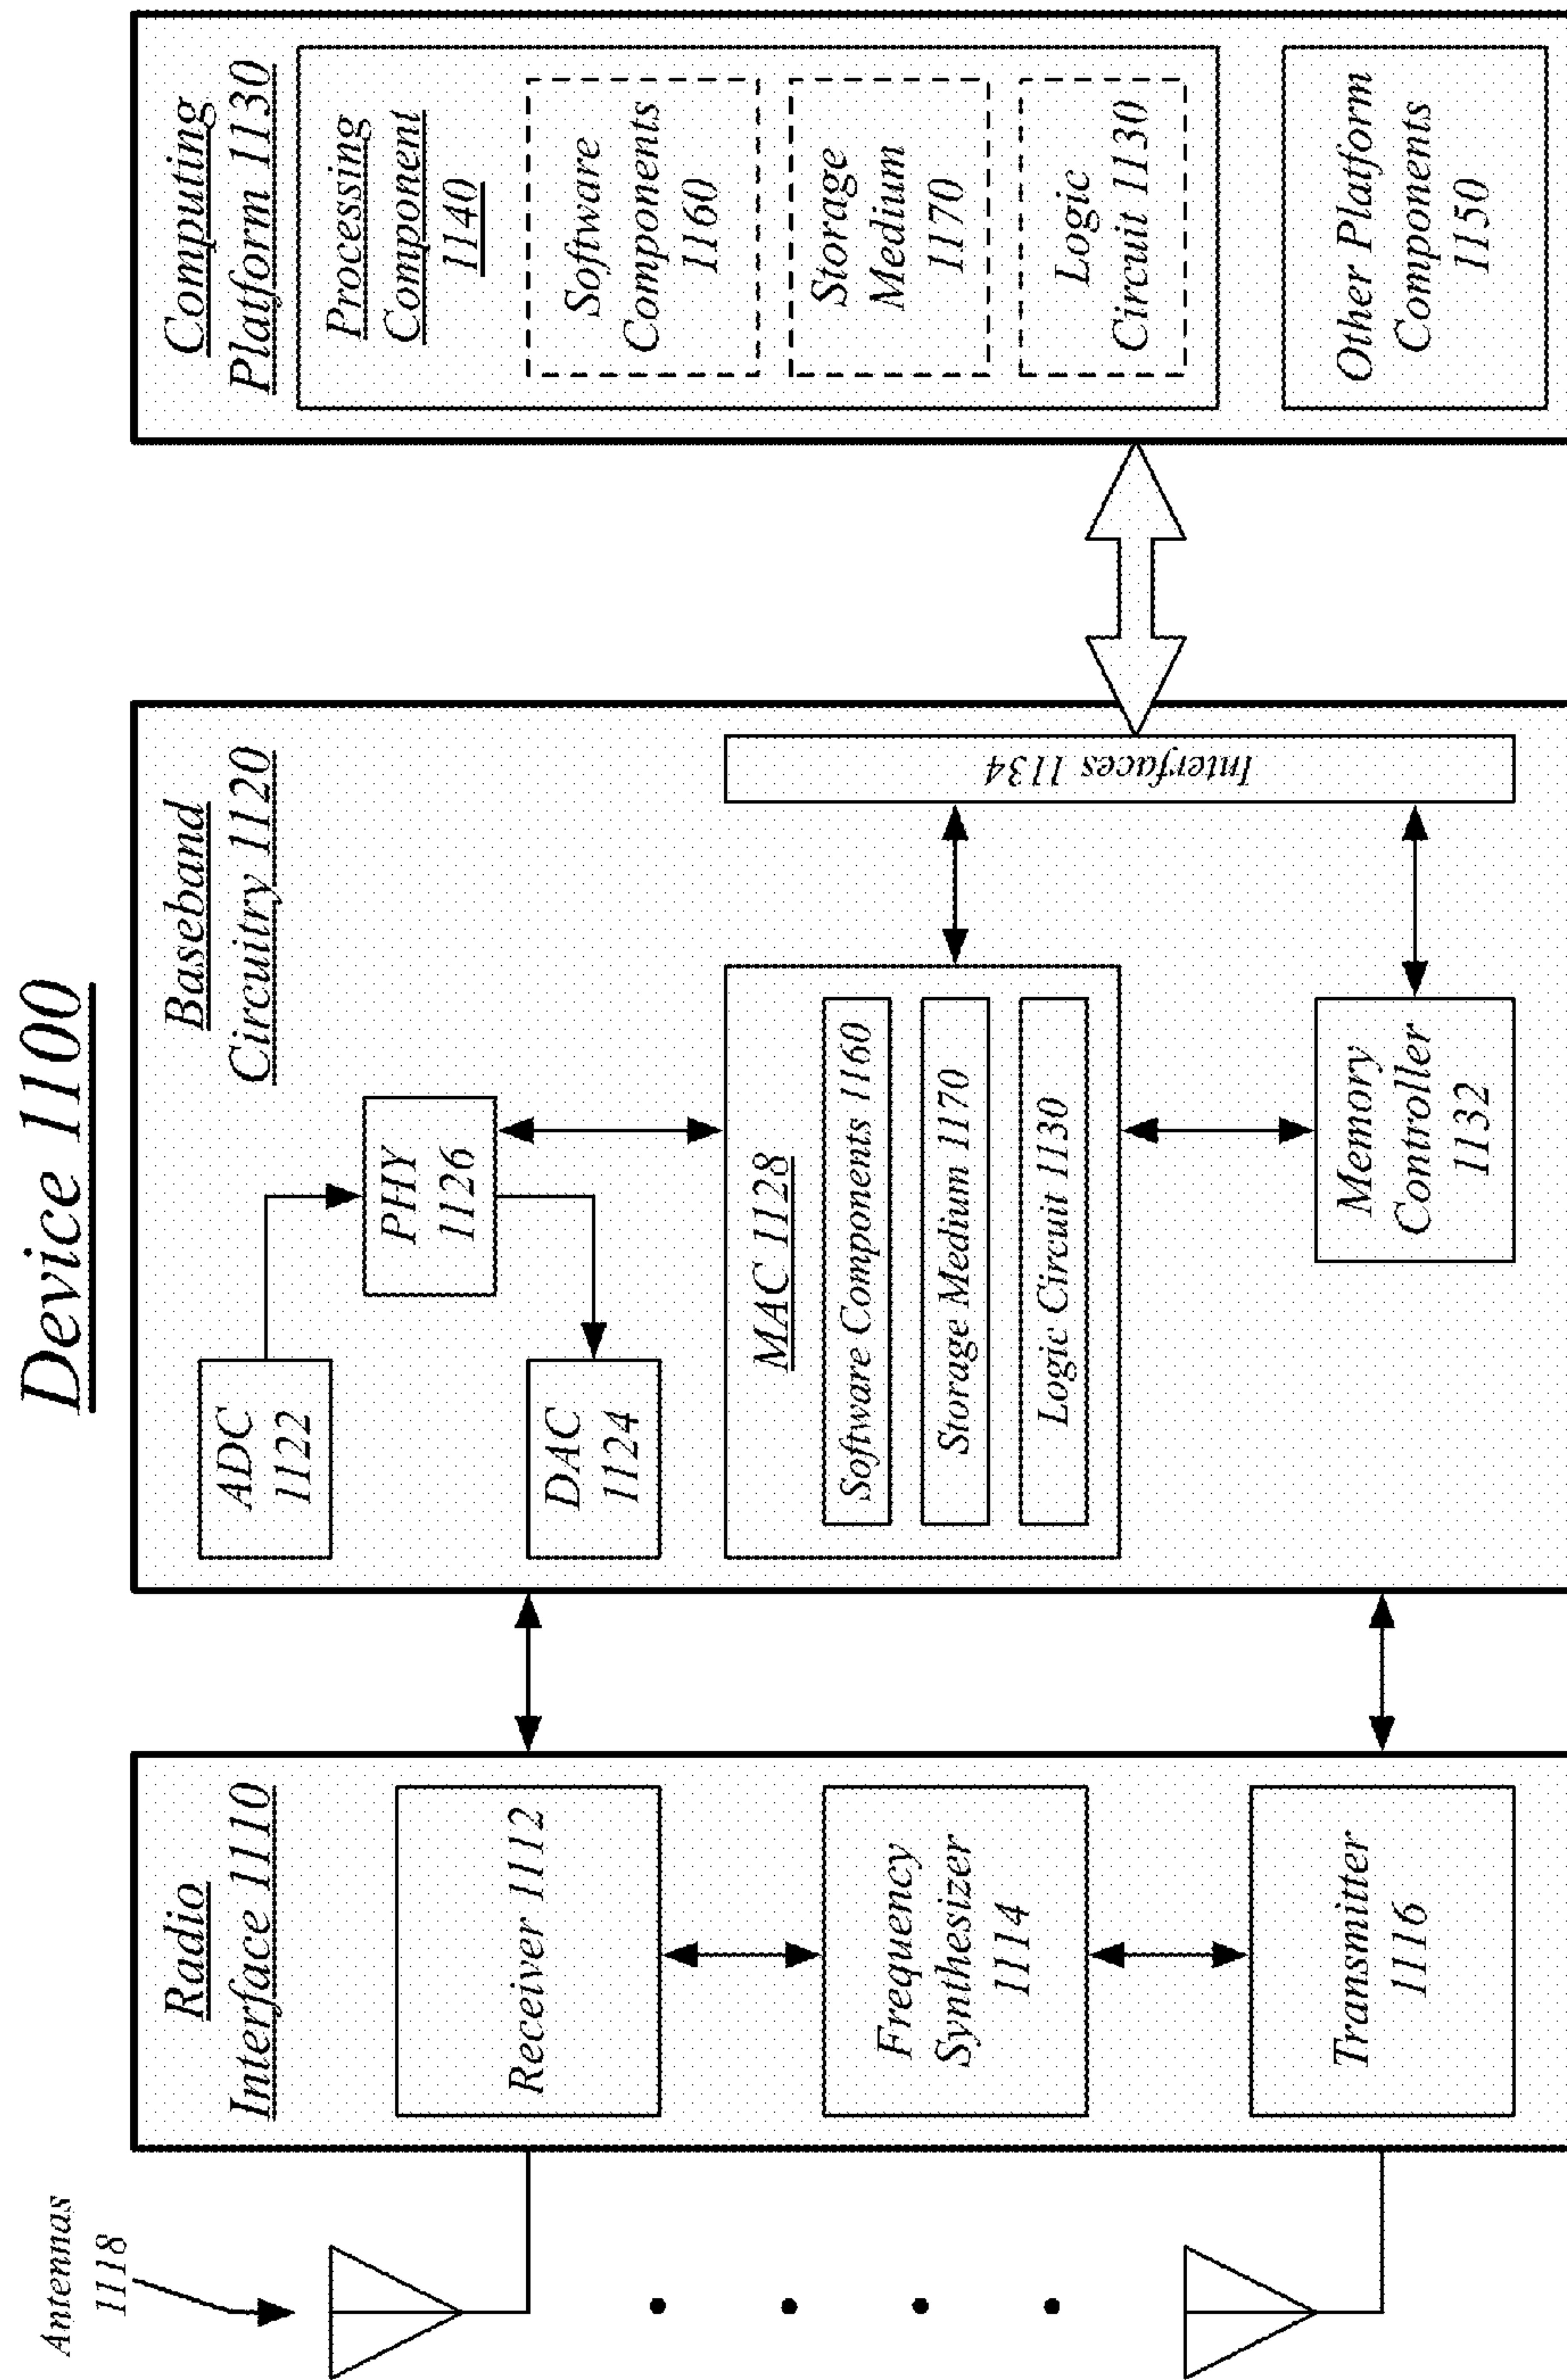 Device 1100
Antennas
1118
Radio
Interface 1110
Receiver 1112
Frequency
Synthesizer
1114
Transmitter
1116
Baseband
Circuitry 1120
ADC
1122
PHY
1126
DAC
1124
MAC 1128
Software Components 1160
Storage Medium 1170
Logic Circuit 1130
Memory
Controller
1132
Interfaces 1134
Computing
Platform 1130
Processing
Component
1140
Software
Components
1160
Storage
Medium
1170
Logic
Circuit 1130
Other Platform
Components
1150